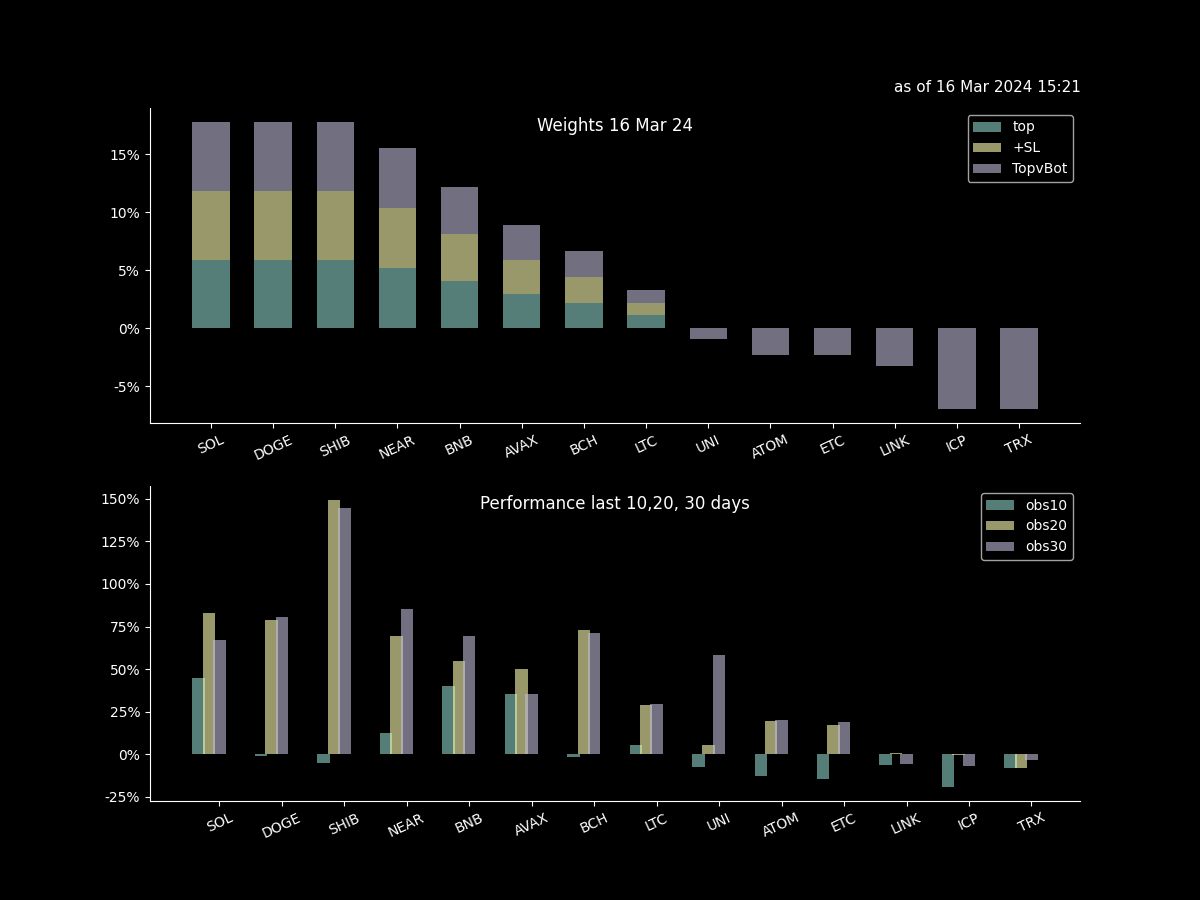 as of 16 Mar 2024 15:21
Weights 16 Mar 24
top
+SL
TopvBot
15%
10%
5%
0%
-5%
SOL DOGE SHIB NEAR BNB AVAX BCH LTC UNI ATOM ETC LINK ICP TRX
Performance last 10,20, 30 days
obs10
obs20
obs30
150%
125%
100%
75%
50%
25%
0%
-25%
SOL DOGE SHIB NEAR BNB AVAX BCH LTC UNI ATOM ETC LINK ICP TRX